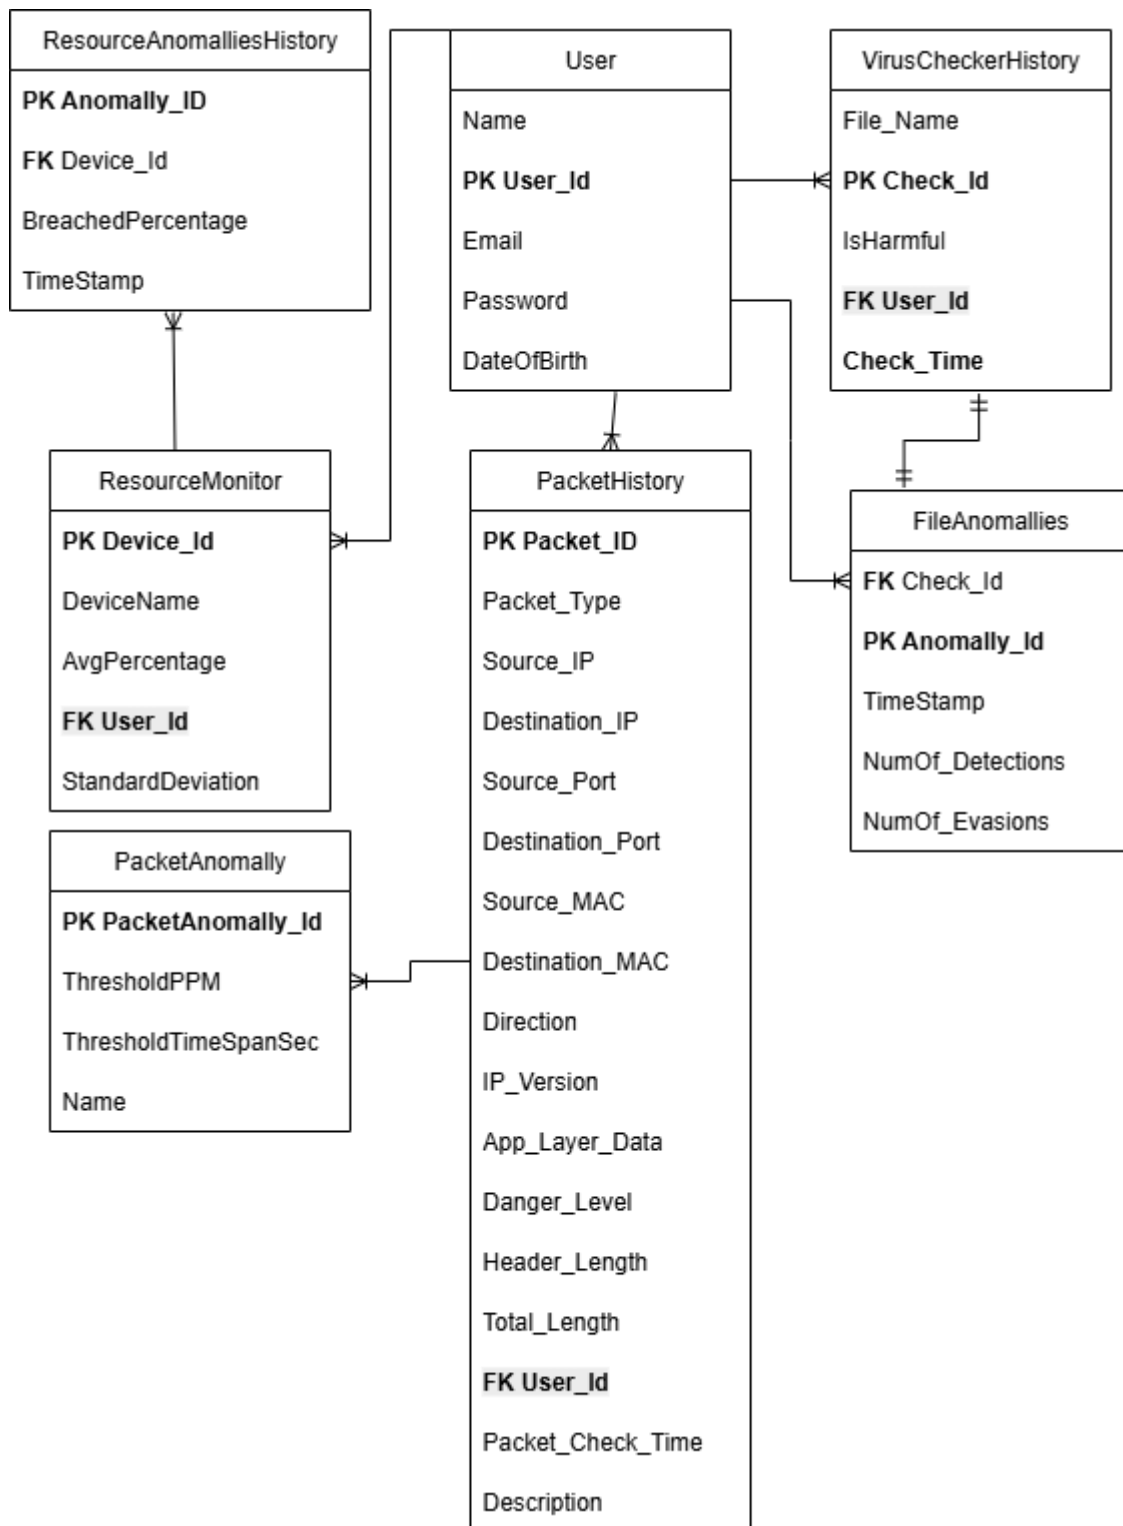 ResourceAnomalliesHistory
PK Anomally_ID
FK Device_Id
BreachedPercentage
TimeStamp
User
Name
PK User_Id
Email
Password
DateOfBirth
VirusCheckerHistory
File_Name
PK Check_Id
IsHarmful
FK User_Id
Check_Time
ResourceMonitor
PK Device_Id
DeviceName
AvgPercentage
FK User_Id
StandardDeviation
PacketHistory
PK Packet_ID
Packet_Type
Source_IP
Destination_IP
Source_Port
Destination_Port
Source_MAC
Destination_MAC
Direction
IP_Version
App_Layer_Data
Danger_Level
Header_Length
Total_Length
FK User_Id
Packet_Check_Time
Description
FileAnomallies
FK Check_Id
PK Anomally_Id
TimeStamp
NumOf_Detections
NumOf_Evasions
PacketAnomally
PK PacketAnomally_Id
ThresholdPPM
ThresholdTimeSpanSec
Name